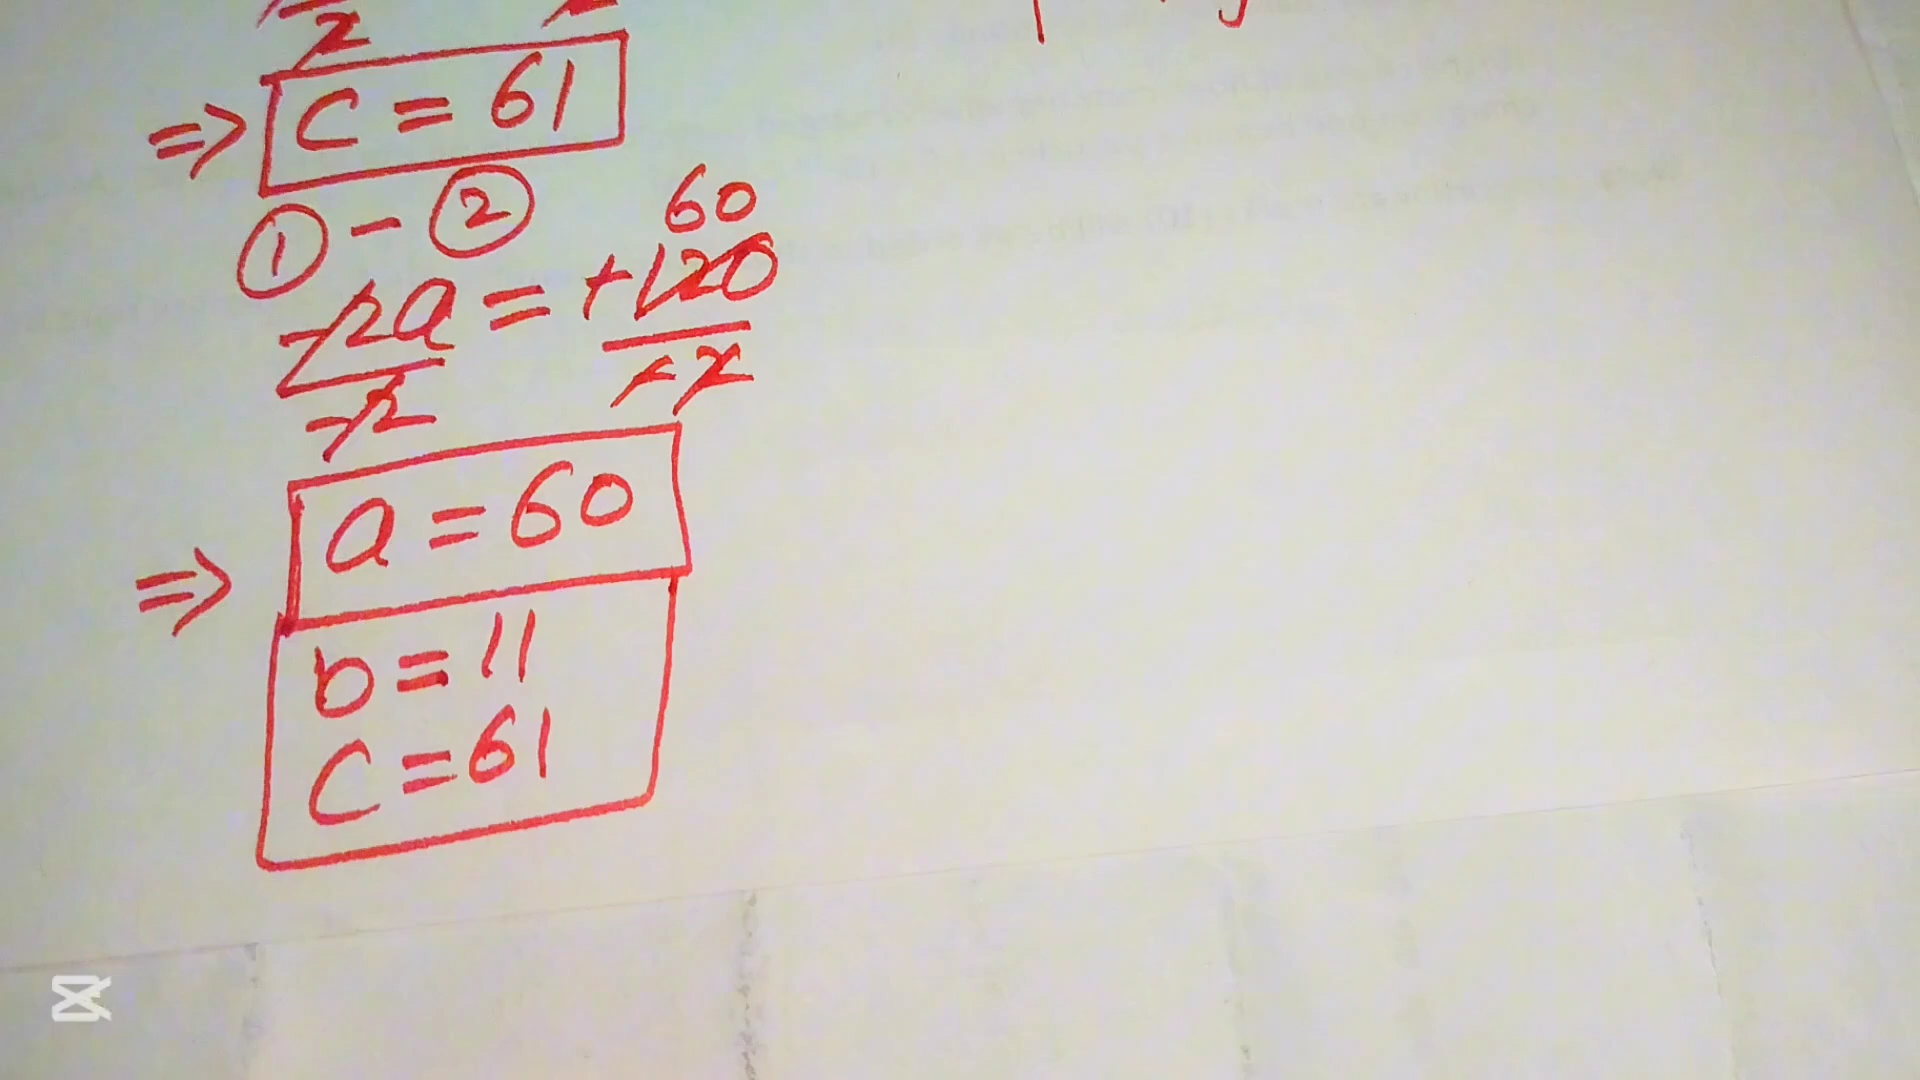 2
=> C = 61
① - ②
60
-2a = +120
-2 -2
=> a = 60
b = 11
C = 61